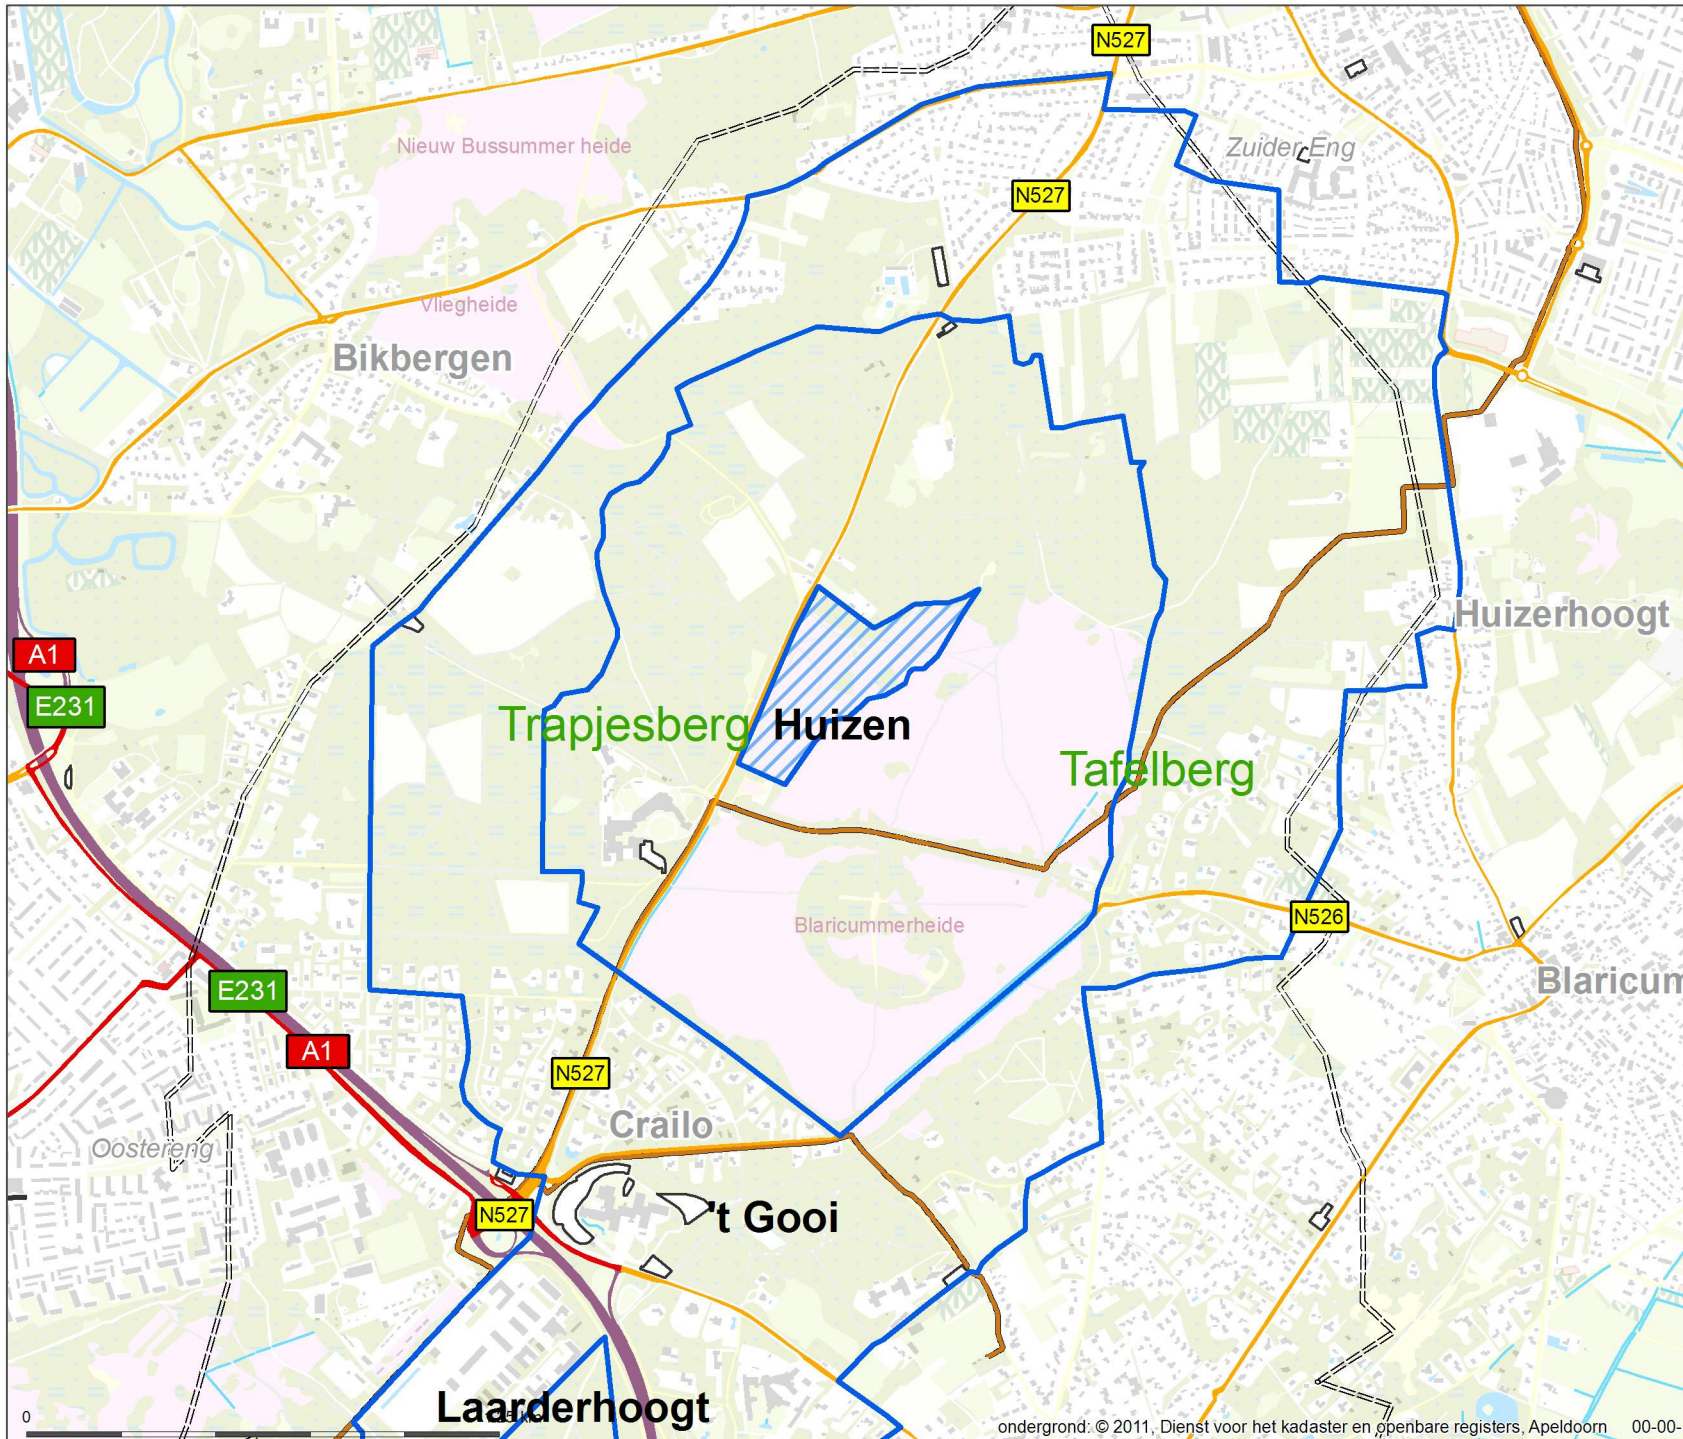 N527
Zuider Eng
Nieuw Bussummer heide
N527
Vliegheide
Bikbergen
Huizerhoogt
A1
E231
Trapjesberg
Huizen
Tafelberg
N526
Blaricummerheide
Blaricum
E231
A1
N527
Crailo
Oostereng
N527
't Gooi
Laarderhoogt
0
ondergrond: © 2011, Dienst voor het kadaster en openbare registers, Apeldoorn 00-00-